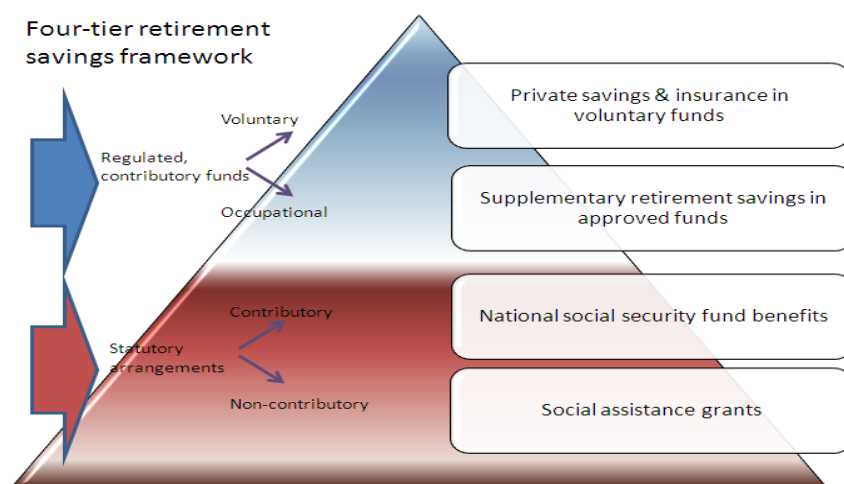 Four-tier retirement
savings framework
Private savings & insurance in
voluntary funds
Voluntary
Regulated,
contributory funds
Supplementary retirement savings in
approved funds
Occupational
Contributory
National social security fund benefits
Statutory
arrangements
Non-contributory
Social assistance grants